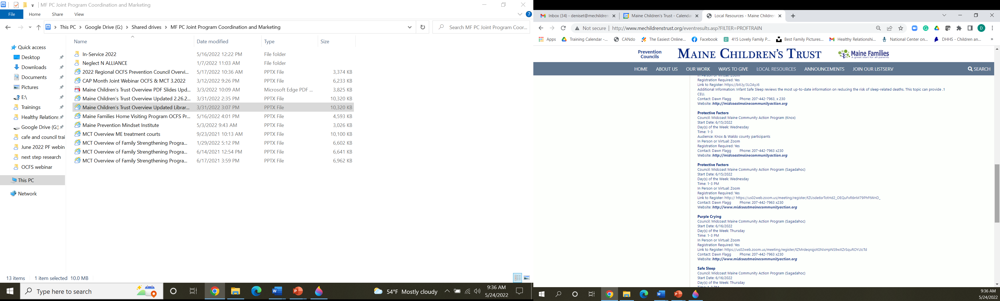 MF PC Joint Program Coordination and Marketing
File Home Share View
This PC > Google Drive (G:) > Shared drives > MF PC Joint Program Coordination and Marketing
Search MF PC Joint Program Coor...
Quick access
Desktop
Downloads
Documents
Pictures
E:\
Trainings
Healthy Relations
Google Drive (G:)
cafe and council trai
June 2022 PF webin
next step research
OCFS webinar
This PC
Network
Name Date modified Type Size
In-Service 2022 5/16/2022 12:22 PM File folder
Neglect N ALLIANCE 1/7/2022 11:03 AM File folder
2022 Regional OCFS Prevention Council Overvi... 5/17/2022 10:36 AM PPTX File 3,374 KB
CAP Month Joint Webinar OCFS & MCT 3.2022 3/12/2022 9:26 PM PPTX File 6,233 KB
Maine Children's Trust Overview PDF Slides Upd... 3/3/2022 10:09 AM Microsoft Edge PDF ... 3,825 KB
Maine Children's Trust Overview Updated 2.26.2... 3/31/2022 2:35 PM PPTX File 10,320 KB
Maine Children's Trust Overview Updated Librar... 3/31/2022 3:07 PM PPTX File 10,320 KB
Maine Families Home Visiting Program OCFS Pr... 5/16/2022 4:01 PM PPTX File 4,593 KB
Maine Prevention Mindset Institute 5/3/2022 9:43 AM PPTX File 3,026 KB
MCT Overview ME treatment courts 9/23/2021 10:13 AM PPTX File 10,100 KB
MCT Overview of Family Strengthening Progra... 1/29/2022 5:12 PM PPTX File 6,602 KB
MCT Overview of Family Strengthening Progra... 6/14/2021 12:54 PM PPTX File 6,641 KB
MCT Overview of Family Strengthening Progra... 6/17/2021 3:59 PM PPTX File 6,962 KB
13 items 1 item selected 10.0 MB
Type here to search
54°F Mostly cloudy
9:36 AM
5/24/2022
Inbox (34) - deniset@mechildren
Maine Children's Trust - Calendar
Local Resources - Maine Children
Not secure | http://www.mechildrenstrust.org/eventresults.asp?FILTER=PROFTRAIN
D
Apps Training Calendar -... CANdo The Easiest Online... Facebook 415 Lovely Family P... Best Family Pictures... Healthy Relationshi... National Center on... DHHS - Children an... »
Prevention
Councils
MAINE CHILDREN'S TRUST
Maine Families
A great start for all parents
HOME ABOUT US OUR WORK WAYS TO GIVE LOCAL RESOURCES ANNOUNCEMENTS JOIN OUR LISTSERV SEARCH
In Person or Virtual: Zoom
Registration Required: Yes
Link to Register: https://bit.ly/3LOAyJ6
Additional Information: Infant Safe Sleep reviews the most up-to-date information on reducing the risk of sleep-related deaths. This topic can provide .1
CEU.
Contact: Dawn Flagg Phone: 207-442-7963, x 230
Website: http://midcoastmainecommunityaction.org
Protective Factors
Council: Midcoast Maine Community Action Program (Knox)
Start Date: 6/15/2022
Day(s) of the Week: Wednesday
Time: 1-3
Audience: Knox & Waldo county participants
In Person or Virtual: Zoom
Registration Required: Yes
Contact: Dawn Flagg Phone: 207-442-7963 x230
Website: http://midcoastmainecommunityaction.org
Protective Factors
Council: Midcoast Maine Community Action Program (Sagadahoc)
Start Date: 6/15/2022
Day(s) of the Week: Wednesday
Time: 1-3 PM
In Person or Virtual: Zoom
Registration Required: Yes
Link to Register: http:// https://us02web.zoom.us/meeting/register/tZUsde6srTotHd2_OEQuFxR6nM79PhFtWnD_
Contact: Dawn Flagg Phone: 207-442-7963 x230
Website: http://www.midcoastmainecommunityaction.org
Purple Crying
Council: Midcoast Maine Community Action Program (Sagadahoc)
Start Date: 6/16/2022
Day(s) of the Week: Thursday
Time: 1-3 PM
In Person or Virtual: Zoom
Registration Required: Yes
Link to Register: https://us02web.zoom.us/meeting/register/tZMrdeqrqjotGNIxHpNS9wXZrSquROYLtcTd
Contact: Dawn Flagg Phone: 207-442-7963 x230
Website: http://www.midcoastmainecommunityaction.org
Safe Sleep
Council: Midcoast Maine Community Action Program (Sagadahoc)
Start Date: 6/16/2022
Day(s) of the Week: Thursday
Time: 1-3 PM
9:36 AM
5/24/2022